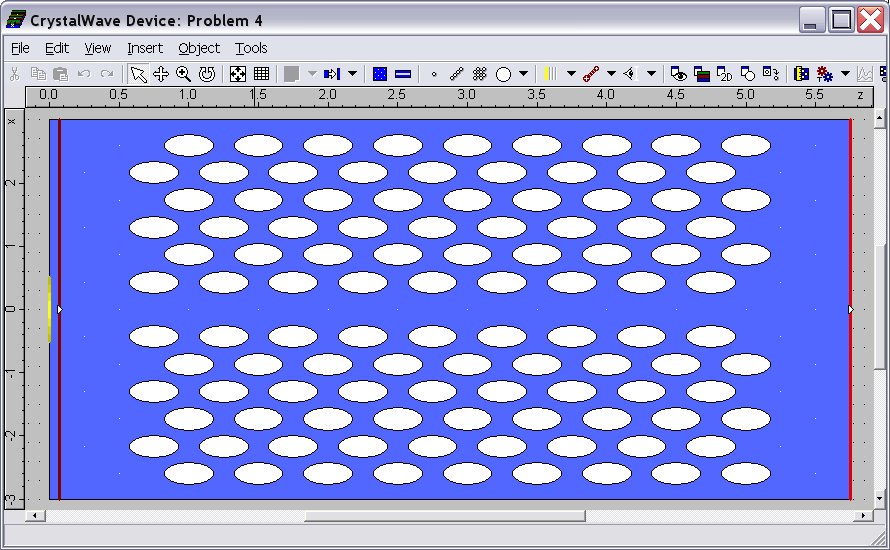 CrystalWave Device: Problem 4
File Edit View Insert Object Tools
2D
0.0 0.5 1.0 1.5 2.0 2.5 3.0 3.5 4.0 4.5 5.0 5.5 z
x
2
1
0
-1
-2
-3